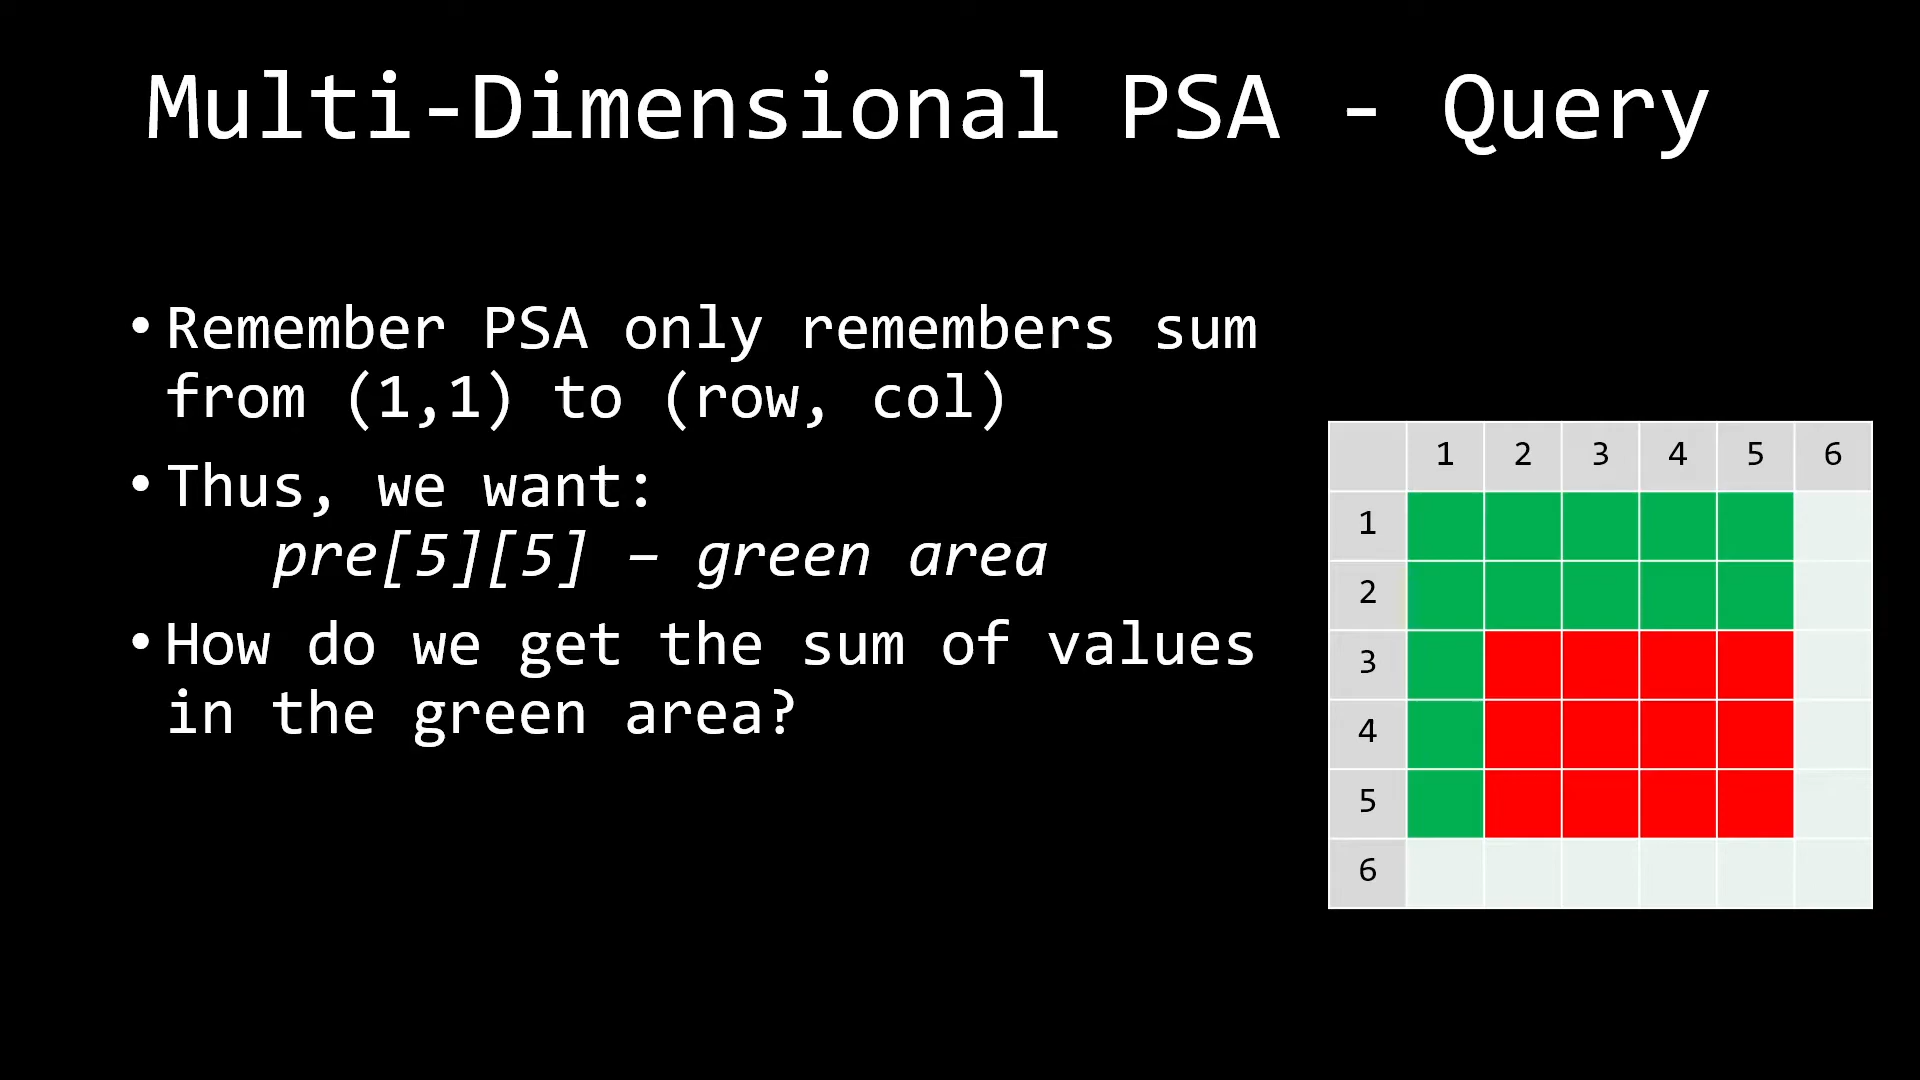 Multi-Dimensional PSA - Query
• Remember PSA only remembers sum
from (1,1) to (row, col)
• Thus, we want:
pre[5][5] – green area
• How do we get the sum of values
in the green area?
1 2 3 4 5 6
1
2
3
4
5
6